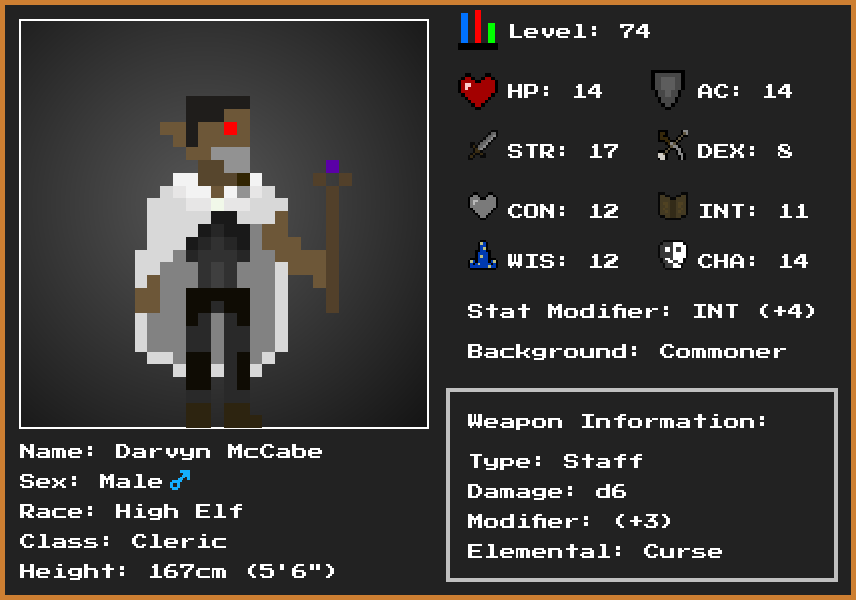 Level: 74
HP: 14 AC: 14
STR: 17 DEX: 8
CON: 12 INT: 11
WIS: 12 CHA: 14
Stat Modifier: INT (+4)
Background: Commoner
Weapon Information:
Type: Staff
Damage: d6
Modifier: (+3)
Elemental: Curse
Name: Darvyn McCabe
Sex: Male ♂
Race: High Elf
Class: Cleric
Height: 167cm (5'6")